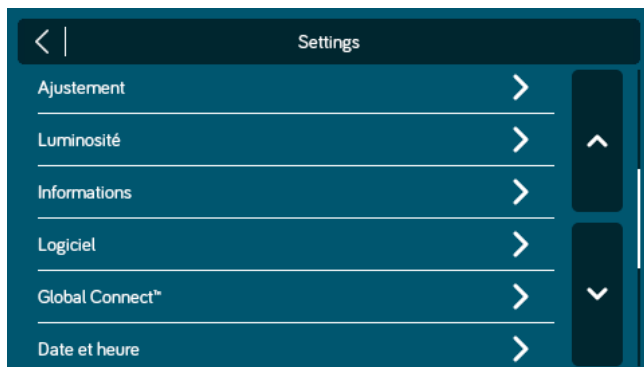 Settings
Ajustement
Luminosité
Informations
Logiciel
Global Connect™
Date et heure